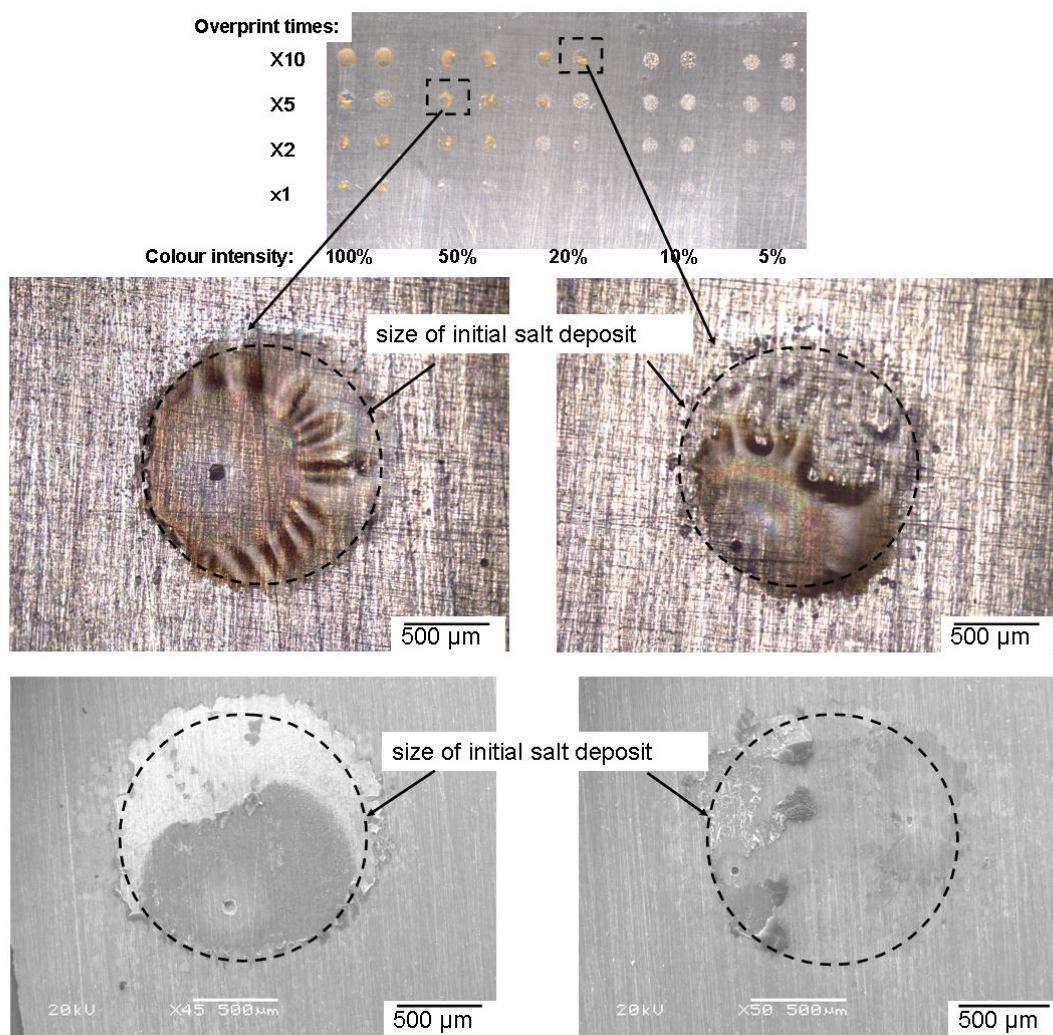 Overprint times:
X10
X5
X2
x1
Colour intensity: 100% 50% 20% 10% 5%
size of initial salt deposit
500 µm
500 µm
size of initial salt deposit
20kV X45 500µm
500 µm
20kV X50 500µm
500 µm